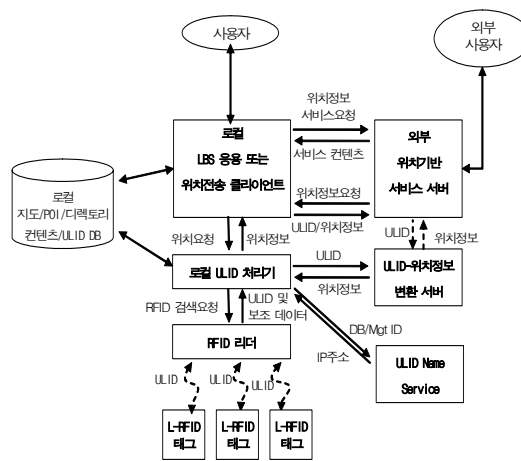 사용자
외부
사용자
위치정보
서비스요청
로컬
LBS 응용 또는
위치전송 클라이언트
서비스 컨텐츠
외부
위치기반
서비스 서버
위치정보요청
ULID/위치정보
로컬
지도/POI/디렉토리
컨텐츠/ULID DB
위치요청
위치정보
ULID
위치정보
로컬 ULID 처리기
ULID
위치정보
ULID-위치정보
변환 서버
RFID 검색요청
ULID 및
보조 데이터
DB/Mgt ID
IP주소
RFID 리더
ULID Name
Service
ULID
ULID
ULID
L-RFID
태그
L-RFID
태그
L-RFID
태그